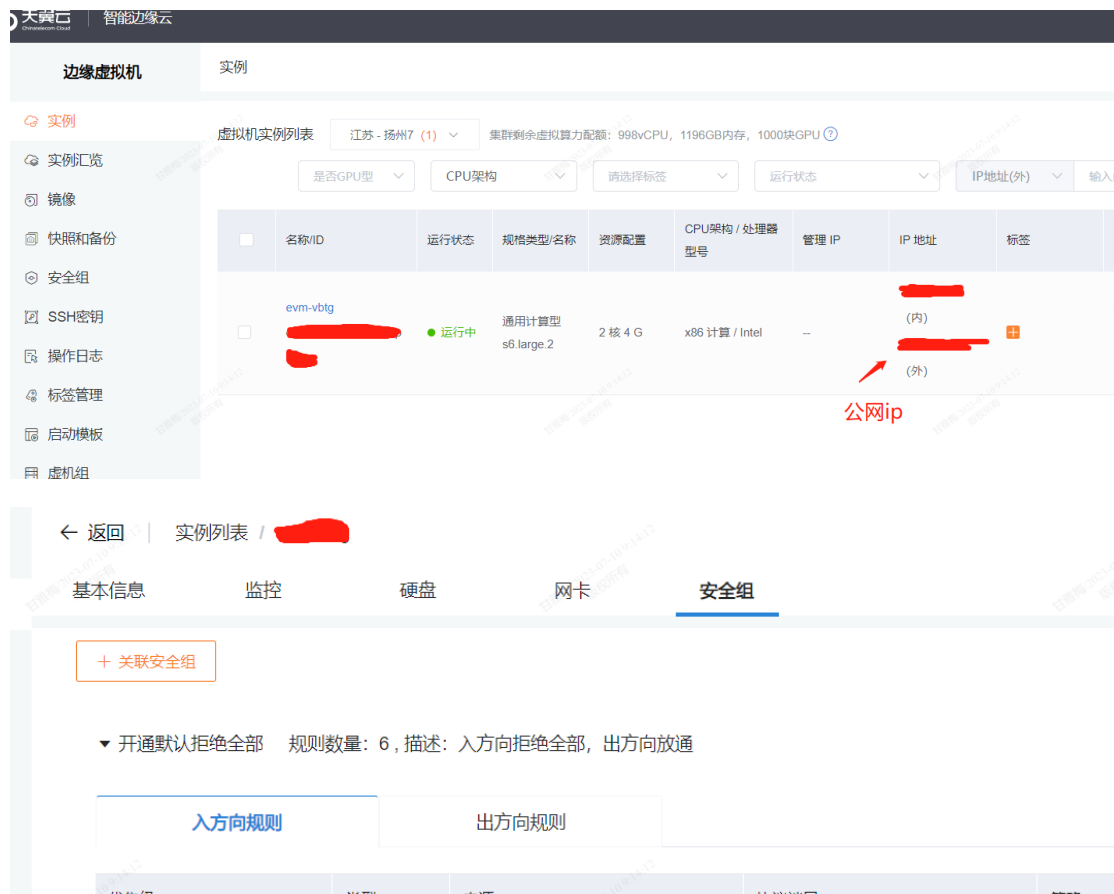 天翼云 智能边缘云
Chinatelecom Cloud
边缘虚拟机
实例
实例
实例汇览
镜像
快照和备份
安全组
SSH密钥
操作日志
标签管理
启动模板
虚机组
虚拟机实例列表 江苏 - 扬州7 (1) 集群剩余虚拟算力配额：998vCPU，1196GB内存，1000块GPU
是否GPU型 CPU架构 请选择标签 运行状态 IP地址(外)
名称/ID 运行状态 规格类型/名称 资源配置 CPU架构 / 处理器 管理 IP IP 地址 标签
型号
evm-vbtg
运行中 通用计算型 2 核 4 G x86 计算 / Intel --
s6.large.2
(内)
(外)
公网ip
返回 实例列表 /
基本信息 监控 硬盘 网卡 安全组
+ 关联安全组
开通默认拒绝全部 规则数量：6 , 描述：入方向拒绝全部，出方向放通
入方向规则 出方向规则